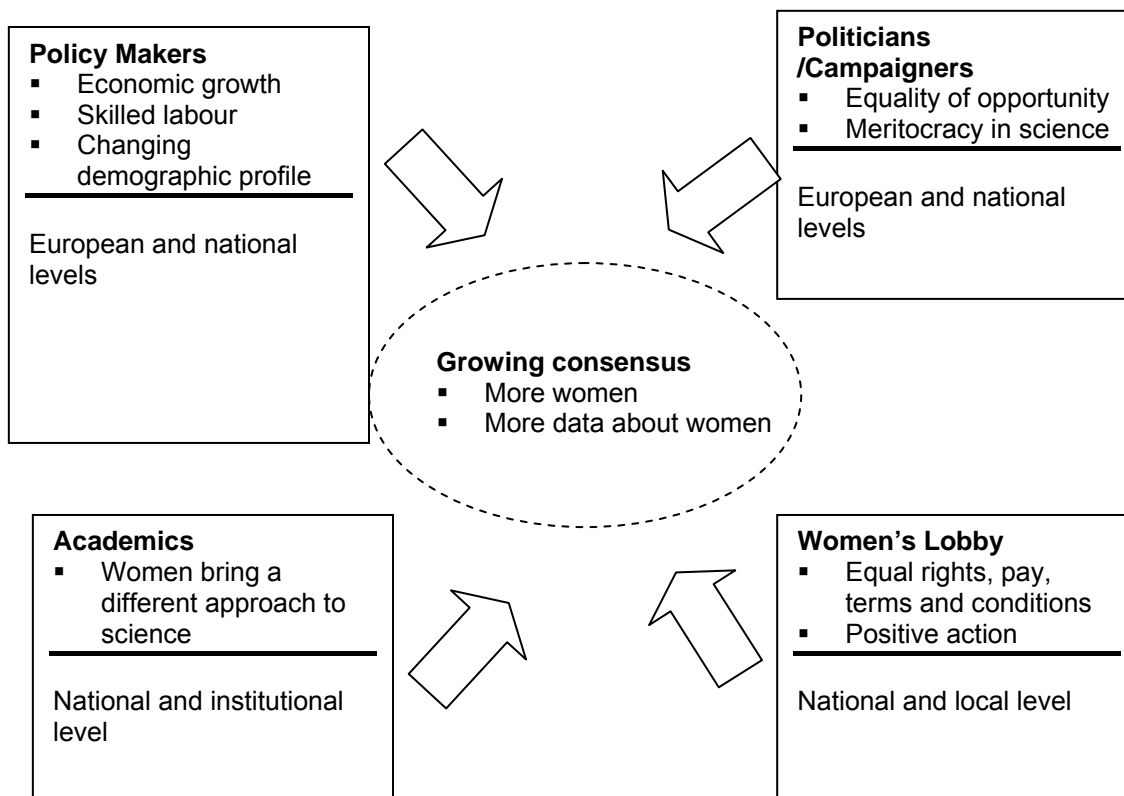 Policy Makers
▪ Economic growth
▪ Skilled labour
▪ Changing
demographic profile
European and national
levels
Politicians
/Campaigners
▪ Equality of opportunity
▪ Meritocracy in science
European and national
levels
Growing consensus
▪ More women
▪ More data about women
Academics
▪ Women bring a
different approach to
science
National and institutional
level
Women’s Lobby
▪ Equal rights, pay,
terms and conditions
▪ Positive action
National and local level